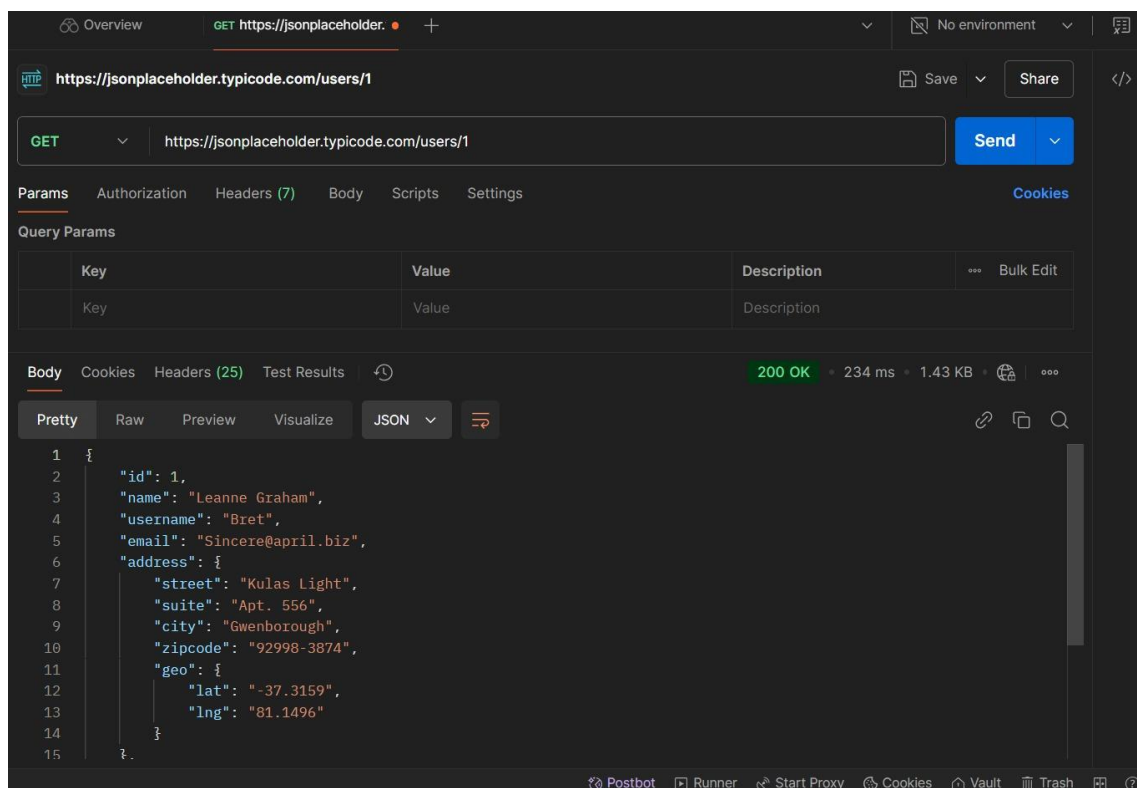 Overview GET https://jsonplaceholder. No environment
HTTP https://jsonplaceholder.typicode.com/users/1 Save Share </>
GET https://jsonplaceholder.typicode.com/users/1 Send
Params Authorization Headers (7) Body Scripts Settings Cookies
Query Params
Key Value Description Bulk Edit
Key Value Description
Body Cookies Headers (25) Test Results 200 OK 234 ms 1.43 KB
Pretty Raw Preview Visualize JSON
1 {
2 "id": 1,
3 "name": "Leanne Graham",
4 "username": "Bret",
5 "email": "Sincere@april.biz",
6 "address": {
7 "street": "Kulas Light",
8 "suite": "Apt. 556",
9 "city": "Gwenborough",
10 "zipcode": "92998-3874",
11 "geo": {
12 "lat": "-37.3159",
13 "lng": "81.1496"
14 }
15 },
Postbot Runner Start Proxy Cookies Vault Trash